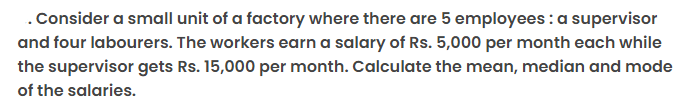 . Consider a small unit of a factory where there are 5 employees : a supervisor
and four labourers. The workers earn a salary of Rs. 5,000 per month each while
the supervisor gets Rs. 15,000 per month. Calculate the mean, median and mode
of the salaries.